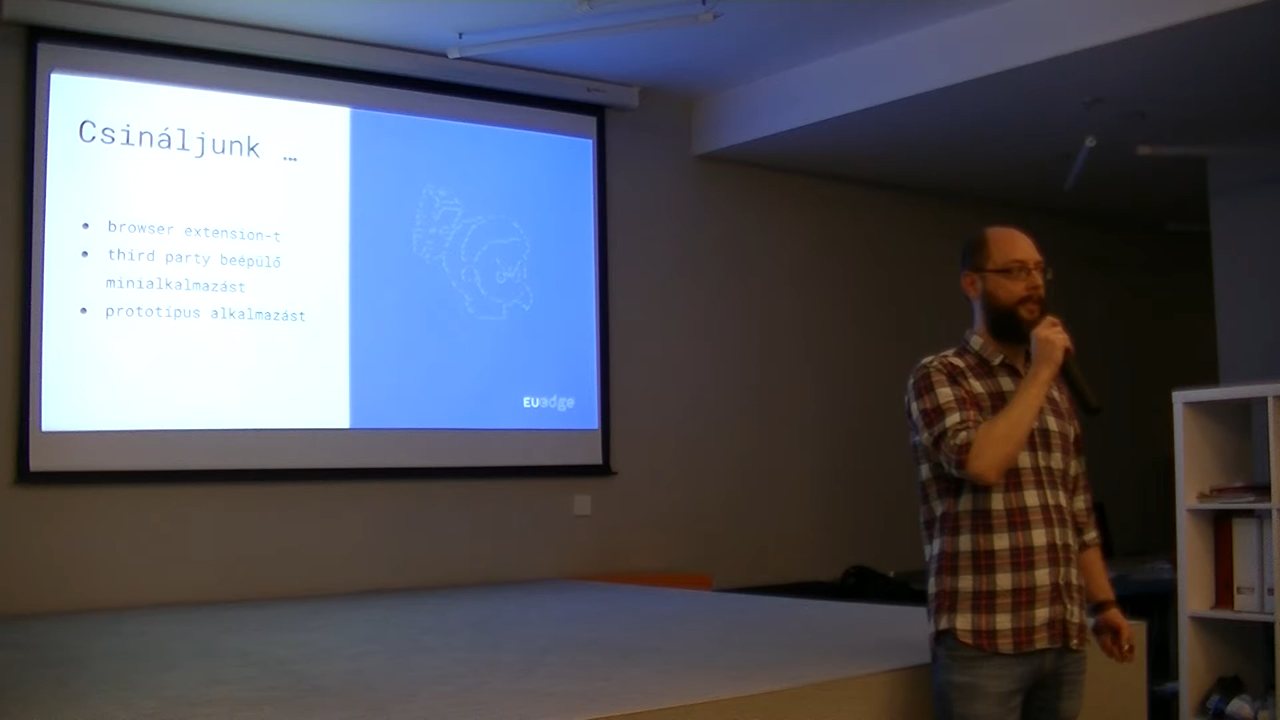 Csináljunk …
browser extension-t
third party beépülő
minialkalmazást
prototípus alkalmazást
EUedge